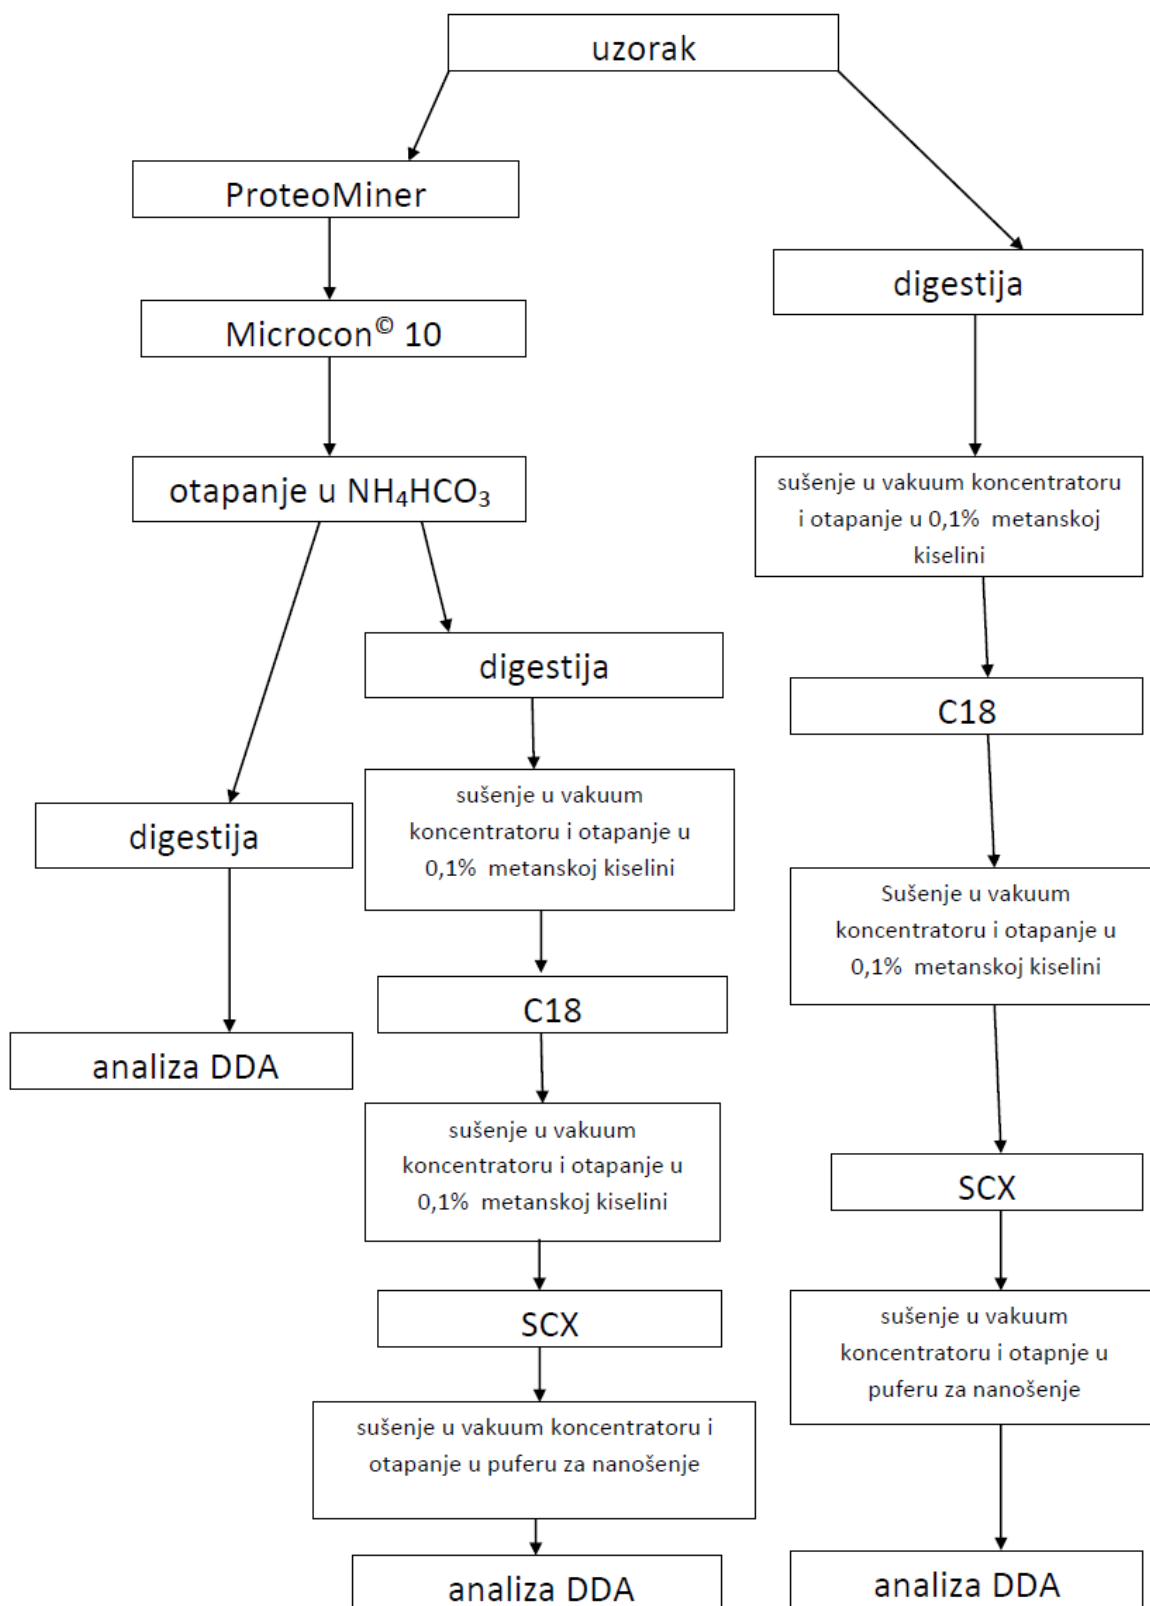 uzorak
ProteoMiner
digestija
Microcon© 10
otapanje u NH₄HCO₃
sušenje u vakuum koncentratoru
i otapanje u 0,1% metanskoj
kiselini
digestija
C18
sušenje u vakuum
koncentratoru i otapanje u
0,1% metanskoj kiselini
digestija
Sušenje u vakuum
koncentratoru i otapanje u
0,1% metanskoj kiselini
C18
analiza DDA
sušenje u vakuum
koncentratoru i otapanje u
0,1% metanskoj kiselini
SCX
SCX
sušenje u vakuum
koncentratoru i otapnje u
puferu za nanošenje
sušenje u vakuum koncentratoru i
otapanje u puferu za nanošenje
analiza DDA
analiza DDA